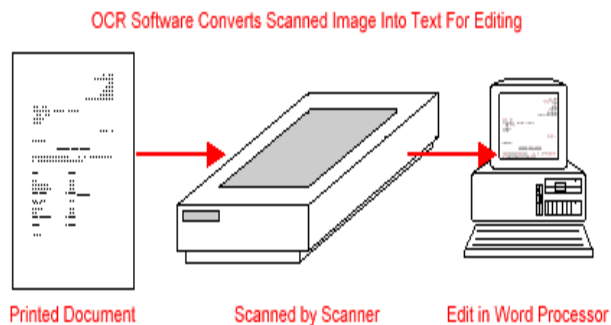 OCR Software Converts Scanned Image Into Text For Editing
Printed Document
Scanned by Scanner
Edit in Word Processor